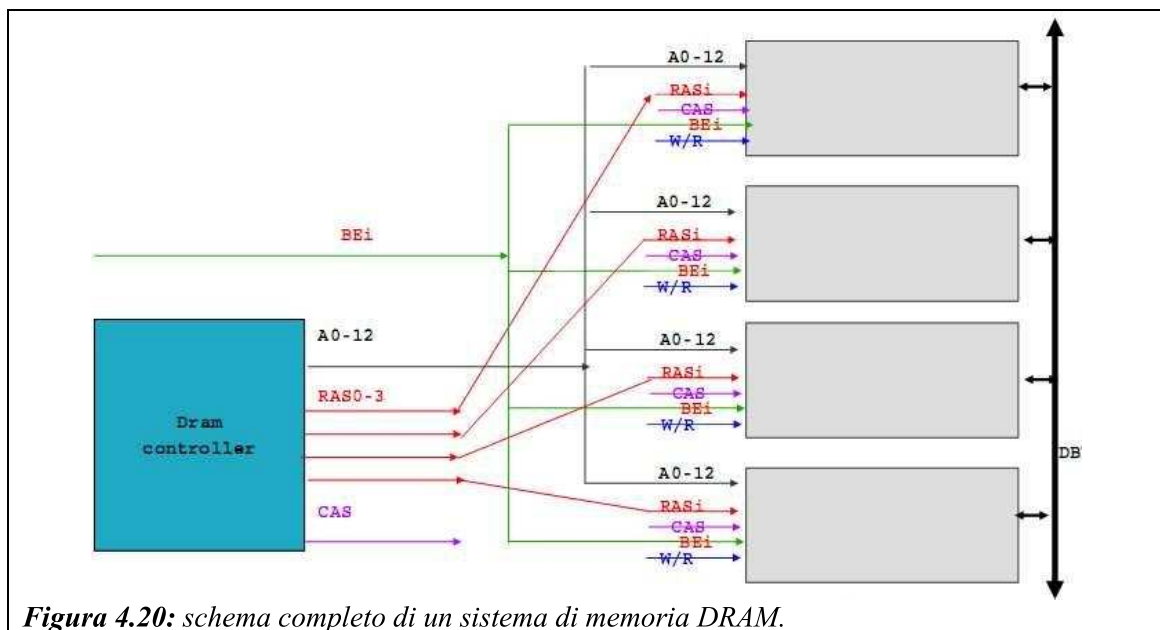 A0-12
RASi
CAS
BEi
W/R
A0-12
BEi
RASi
CAS
BEi
W/R
A0-12
A0-12
RASi
RAS0-3
CAS
BEi
Dram
controller
W/R
DB
A0-12
CAS
RASi
CAS
BEi
W/R
Figura 4.20: schema completo di un sistema di memoria DRAM.